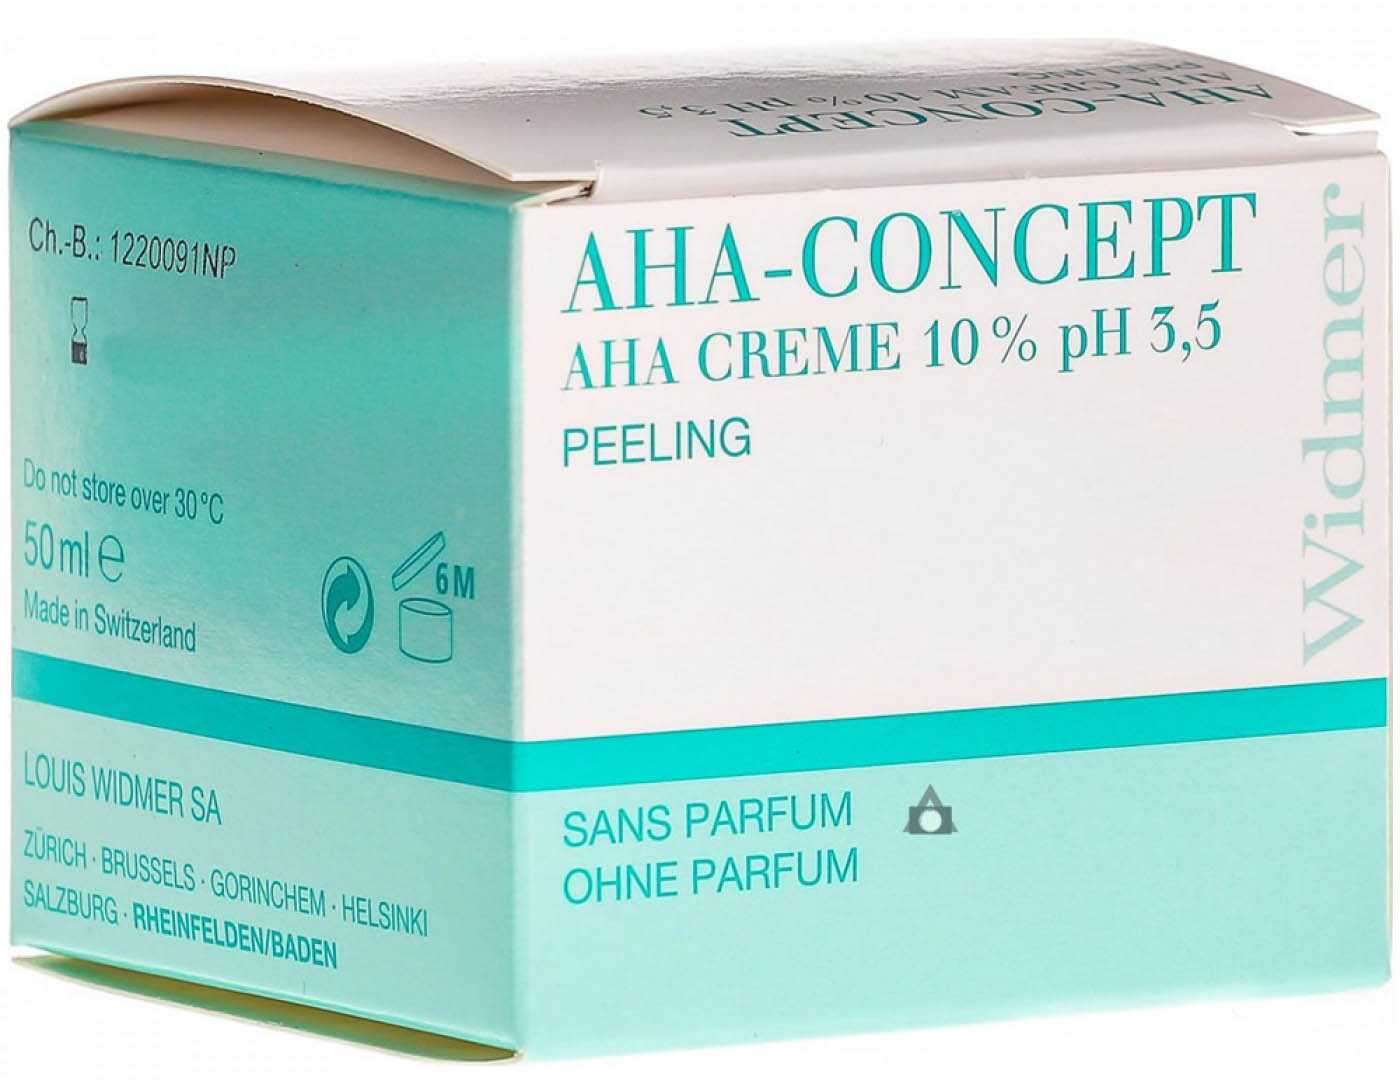 AHA-CONCEPT
AHA CREAM 10% PH 3,5
PEELING
Ch.-B.: 1220091NP
Do not store over 30°C
50 ml ℮
Made in Switzerland
6M
LOUIS WIDMER SA
ZÜRICH · BRUSSELS · GORINCHEM · HELSINKI
SALZBURG · RHEINFELDEN/BADEN
AHA-CONCEPT
AHA CREME 10% pH 3,5
PEELING
Widmer
SANS PARFUM
OHNE PARFUM